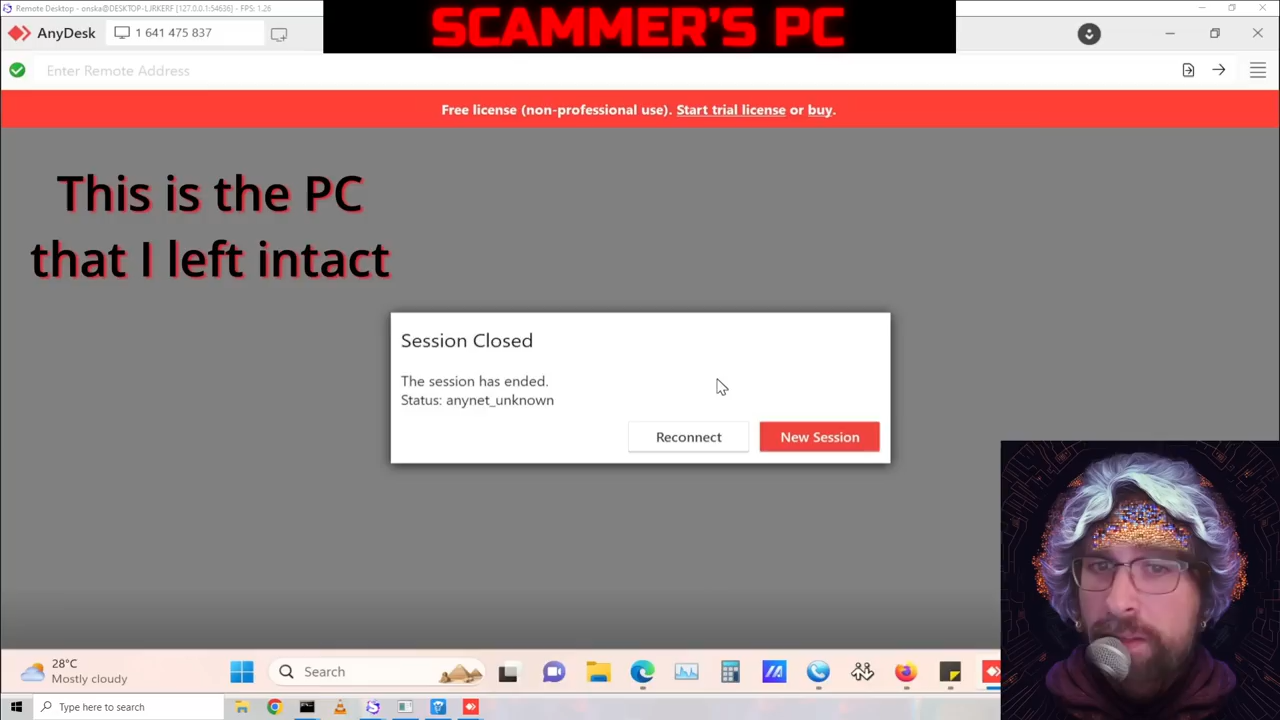 Remote Desktop - onska@DESKTOP-LJRKERF [127.0.0.1:54636] - FPS: 1.26
SCAMMER'S PC
AnyDesk
1 641 475 837
Enter Remote Address
Free license (non-professional use). Start trial license or buy.
This is the PC
that I left intact
Session Closed
The session has ended.
Status: anynet_unknown
Reconnect
New Session
28°C
Mostly cloudy
Search
Type here to search